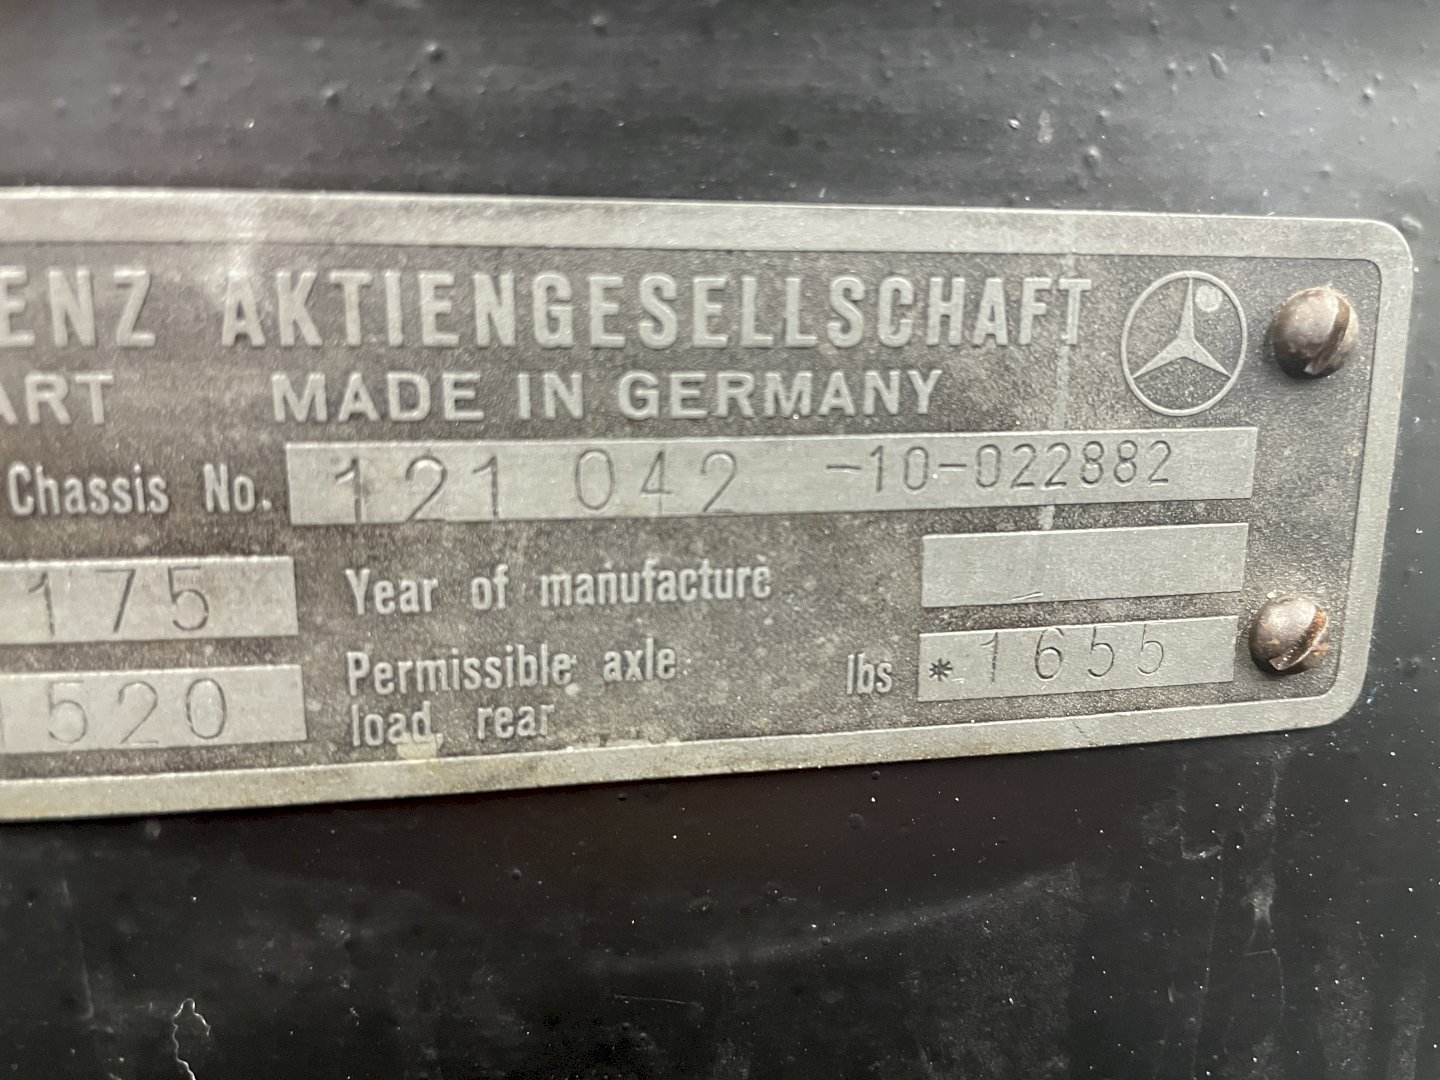 ENZ AKTIENGESELLSCHAFT
ART MADE IN GERMANY
Chassis No. 121 042 -10-022882
175 Year of manufacture
520 Permissible axle lbs * 1655
load, rear